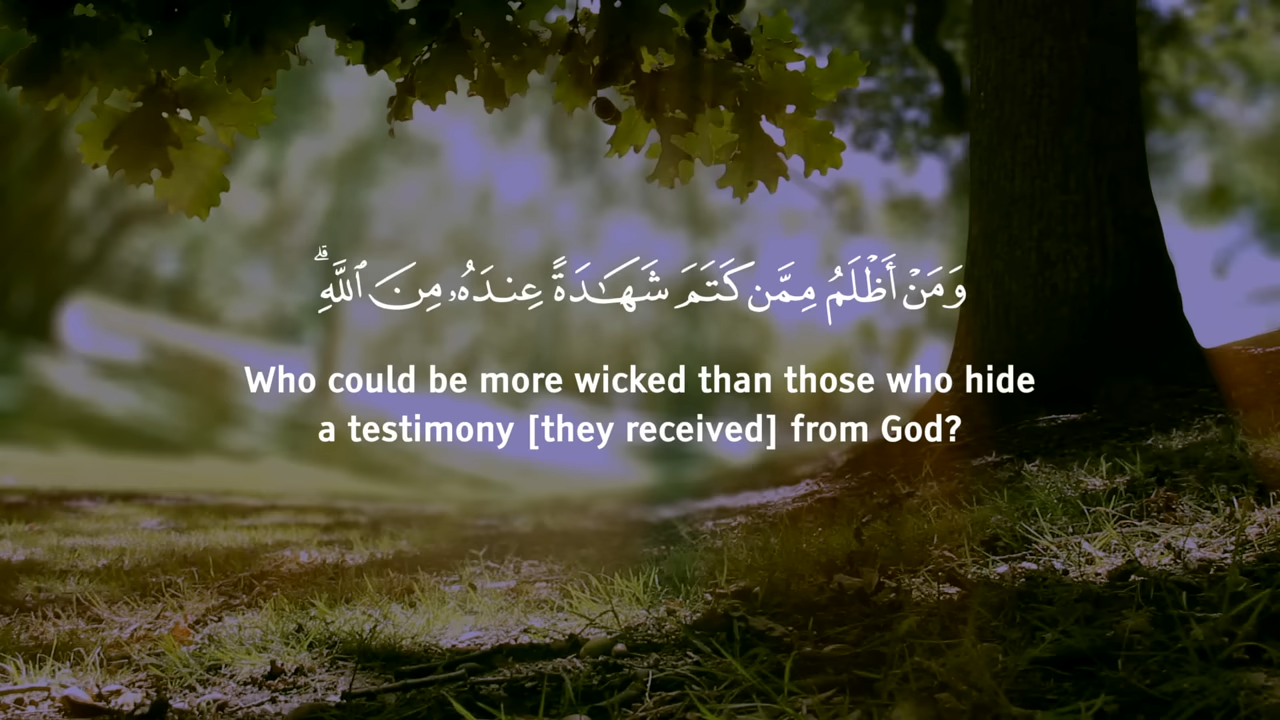 وَمَنْ أَظْلَمُ مِمَّن كَتَمَ شَهَـٰدَةً عِندَهُۥ مِنَ ٱللَّهِ ۗ
Who could be more wicked than those who hide
a testimony [they received] from God?